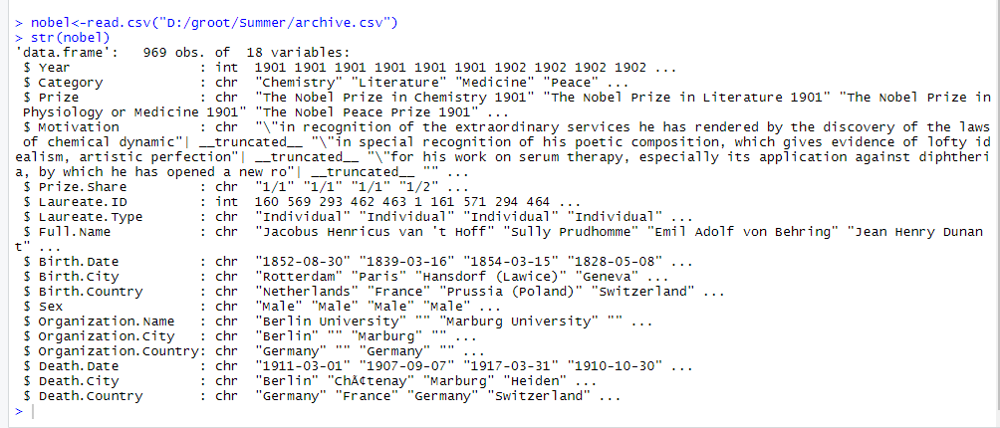 > nobel<-read.csv("D:/groot/Summer/archive.csv")
> str(nobel)
'data.frame':   969 obs. of  18 variables:
 $ Year                : int  1901 1901 1901 1901 1901 1901 1902 1902 1902 1902 ...
 $ Category            : chr  "Chemistry" "Literature" "Medicine" "Peace" ...
 $ Prize               : chr  "The Nobel Prize in Chemistry 1901" "The Nobel Prize in Literature 1901" "The Nobel Prize in
Physiology or Medicine 1901" "The Nobel Peace Prize 1901" ...
 $ Motivation          : chr  "\"in recognition of the extraordinary services he has rendered by the discovery of the laws
 of chemical dynamic"| __truncated__ "\"in special recognition of his poetic composition, which gives evidence of lofty id
ealism, artistic perfection"| __truncated__ "\"for his work on serum therapy, especially its application against diphtheri
a, by which he has opened a new ro"| __truncated__ "" ...
 $ Prize.Share         : chr  "1/1" "1/1" "1/1" "1/2" ...
 $ Laureate.ID         : int  160 569 293 462 463 1 161 571 294 464 ...
 $ Laureate.Type       : chr  "Individual" "Individual" "Individual" "Individual" ...
 $ Full.Name           : chr  "Jacobus Henricus van 't Hoff" "Sully Prudhomme" "Emil Adolf von Behring" "Jean Henry Dunan
t" ...
 $ Birth.Date          : chr  "1852-08-30" "1839-03-16" "1854-03-15" "1828-05-08" ...
 $ Birth.City          : chr  "Rotterdam" "Paris" "Hansdorf (Lawice)" "Geneva" ...
 $ Birth.Country       : chr  "Netherlands" "France" "Prussia (Poland)" "Switzerland" ...
 $ Sex                 : chr  "Male" "Male" "Male" "Male" ...
 $ Organization.Name   : chr  "Berlin University" "" "Marburg University" "" ...
 $ Organization.City   : chr  "Berlin" "" "Marburg" "" ...
 $ Organization.Country: chr  "Germany" "" "Germany" "" ...
 $ Death.Date          : chr  "1911-03-01" "1907-09-07" "1917-03-31" "1910-10-30" ...
 $ Death.City          : chr  "Berlin" "ChÃ¢tenay" "Marburg" "Heiden" ...
 $ Death.Country       : chr  "Germany" "France" "Germany" "Switzerland" ...
>